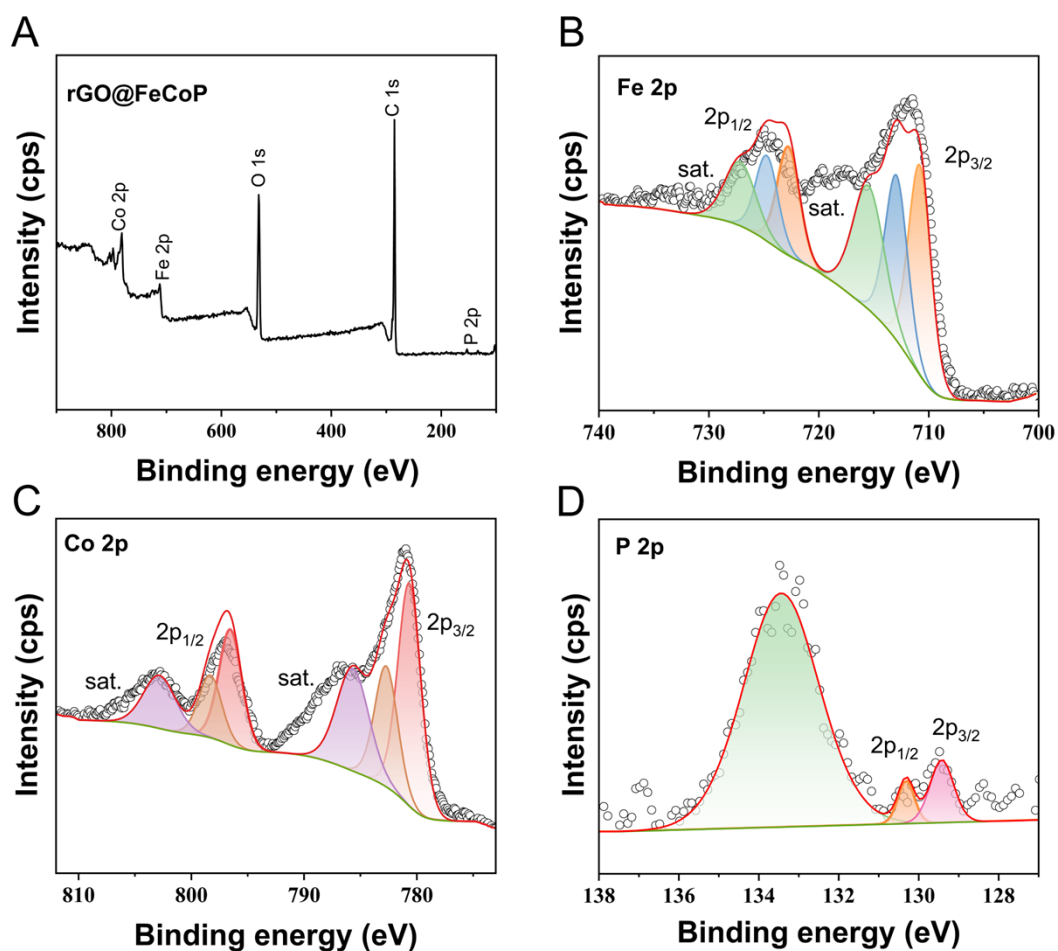 A
rGO@FeCoP
Co 2p
Fe 2p
O 1s
C 1s
P 2p
Intensity (cps)
800 600 400 200
Binding energy (eV)
B
Fe 2p
2p1/2
sat.
sat.
2p3/2
Intensity (cps)
740 730 720 710 700
Binding energy (eV)
C
Co 2p
2p1/2
sat.
sat.
2p3/2
Intensity (cps)
810 800 790 780
Binding energy (eV)
D
P 2p
2p1/2
2p3/2
Intensity (cps)
138 136 134 132 130 128
Binding energy (eV)